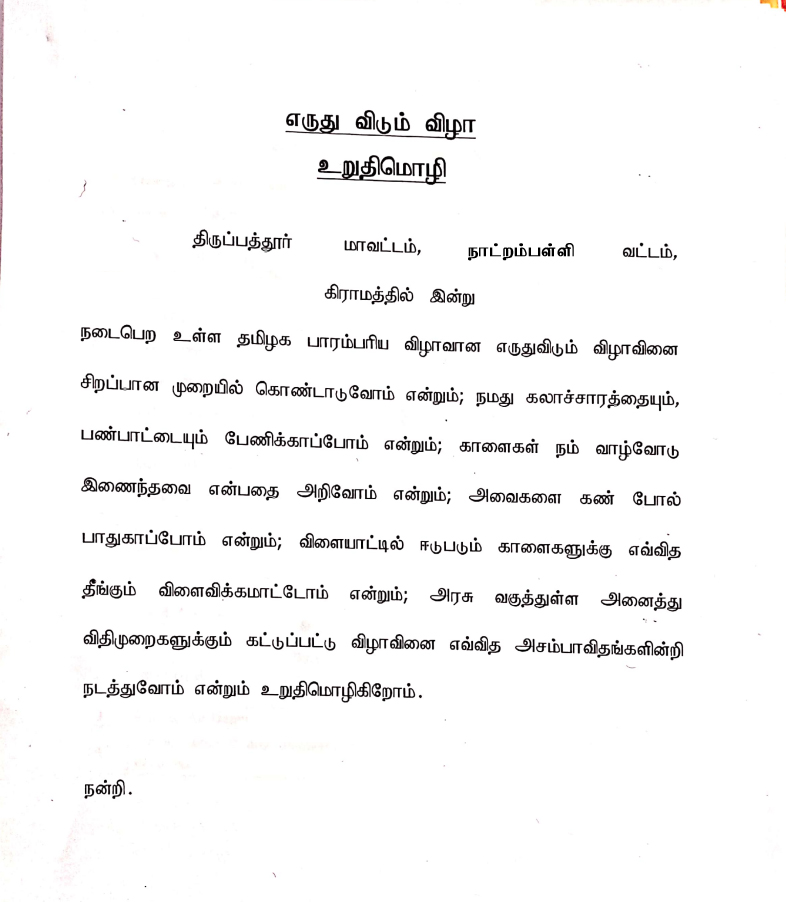 எருது விடும் விழா
உறுதிமொழி
திருப்பத்தூர் மாவட்டம், நாட்றம்பள்ளி வட்டம்,
கிராமத்தில் இன்று
நடைபெற உள்ள தமிழக பாரம்பரிய விழாவான எருதுவிடும் விழாவினை
சிறப்பான முறையில் கொண்டாடுவோம் என்றும்; நமது கலாச்சாரத்தையும்,
பண்பாட்டையும் பேணிக்காப்போம் என்றும்; காளைகள் நம் வாழ்வோடு
இணைந்தவை என்பதை அறிவோம் என்றும்; அவைகளை கண் போல்
பாதுகாப்போம் என்றும்; விளையாட்டில் ஈடுபடும் காளைகளுக்கு எவ்வித
தீங்கும் விளைவிக்கமாட்டோம் என்றும்; அரசு வகுத்துள்ள அனைத்து
விதிமுறைகளுக்கும் கட்டுப்பட்டு விழாவினை எவ்வித அசம்பாவிதங்களின்றி
நடத்துவோம் என்றும் உறுதிமொழிகிறோம்.
நன்றி.